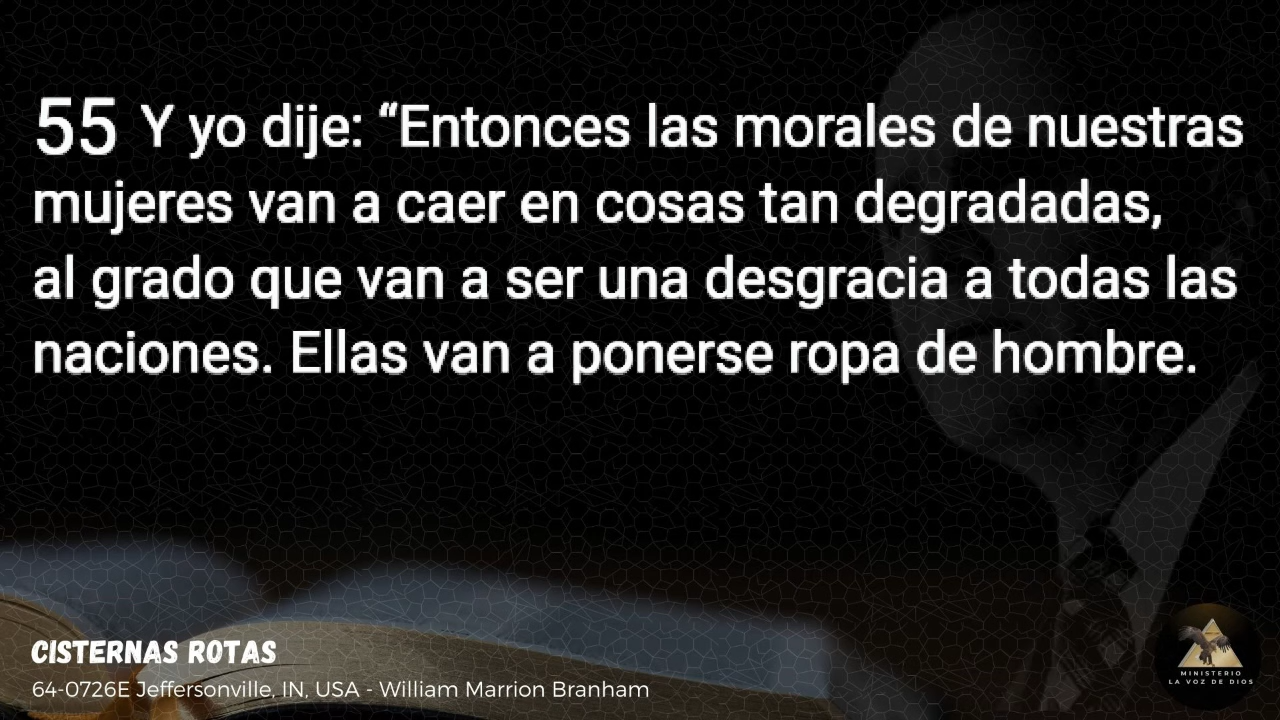 55 Y yo dije: “Entonces las morales de nuestras
mujeres van a caer en cosas tan degradadas,
al grado que van a ser una desgracia a todas las
naciones. Ellas van a ponerse ropa de hombre.
CISTERNAS ROTAS
64-0726E Jeffersonville, IN, USA - William Marrion Branham
MINISTERIO
LA VOZ DE DIOS